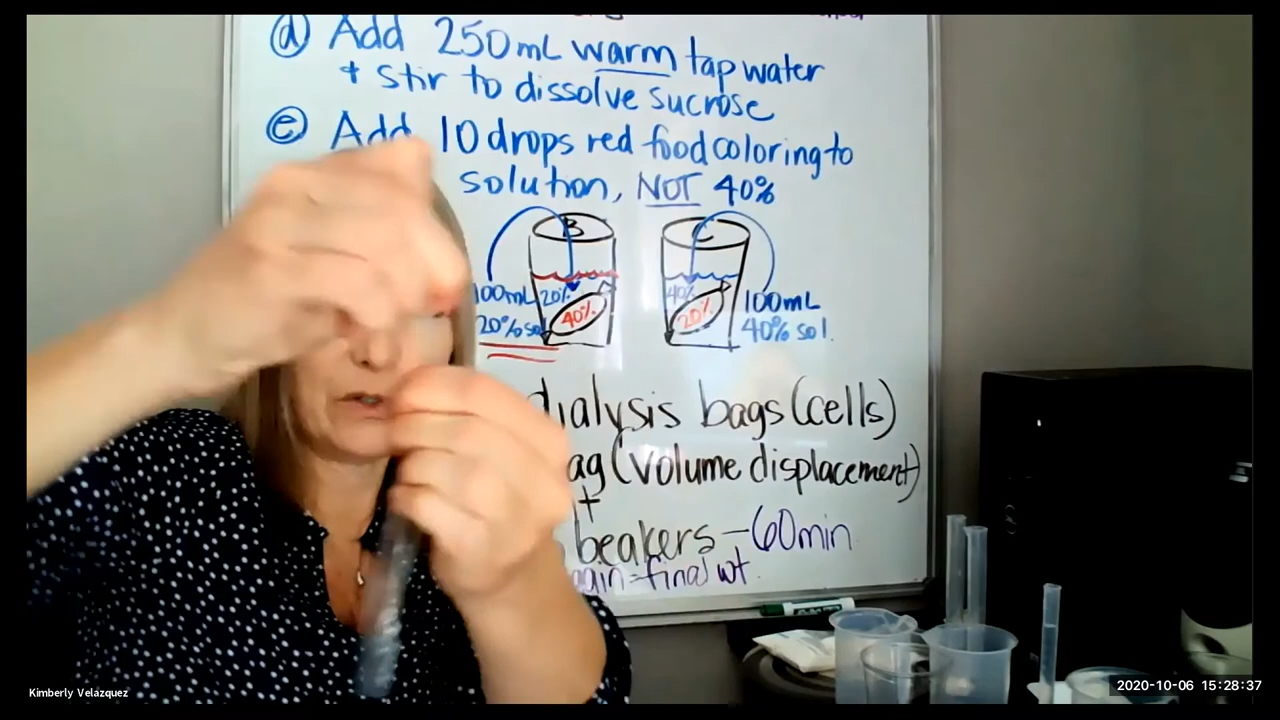 ⓓ Add 250mL warm tap water
+ stir to dissolve sucrose
ⓔ Add 10 drops red food coloring to
solution, NOT 40%
B
C
100mL
20%
40%
20% sol
40%
20%
100mL
40% sol.
dialysis bags (cells)
ag (volume displacement)
+
beakers - 60min
gain = final wt.
Kimberly Velazquez
2020-10-06 15:28:37